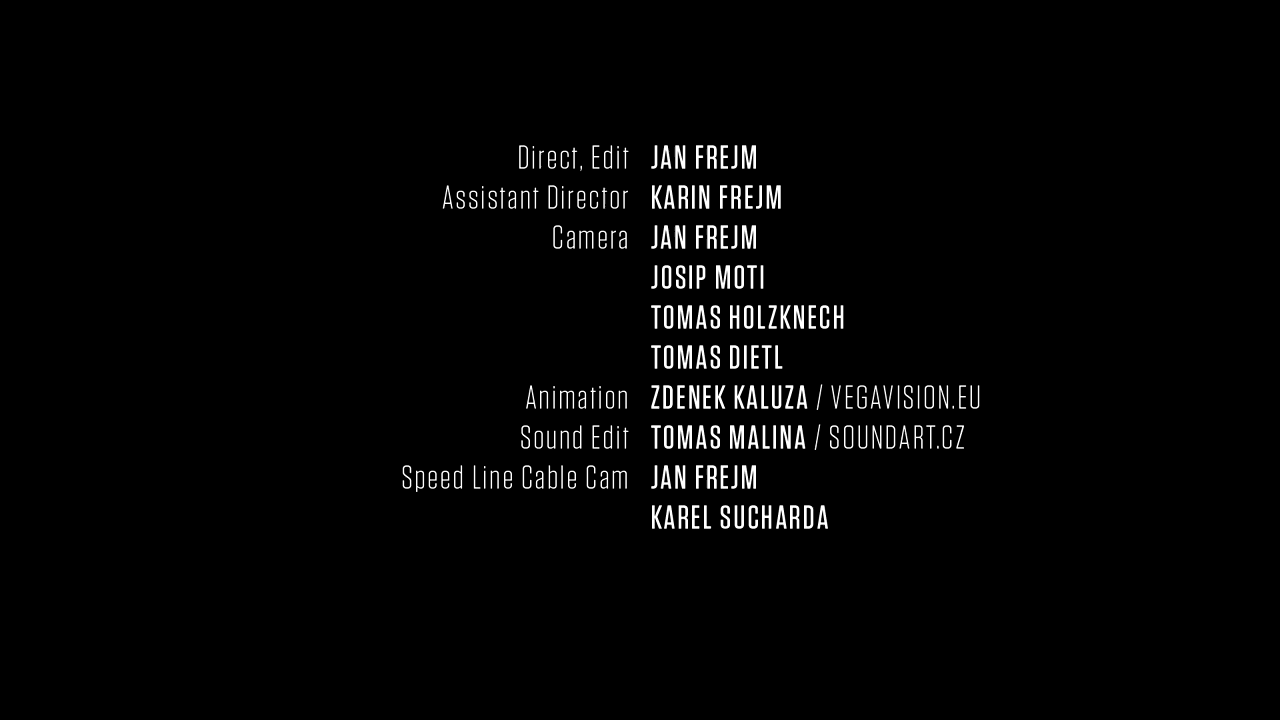 Direct, Edit JAN FREJM
Assistant Director KARIN FREJM
Camera JAN FREJM
JOSIP MOTI
TOMAS HOLZKNECH
TOMAS DIETL
Animation ZDENEK KALUZA / VEGAVISION.EU
Sound Edit TOMAS MALINA / SOUNDART.CZ
Speed Line Cable Cam JAN FREJM
KAREL SUCHARDA